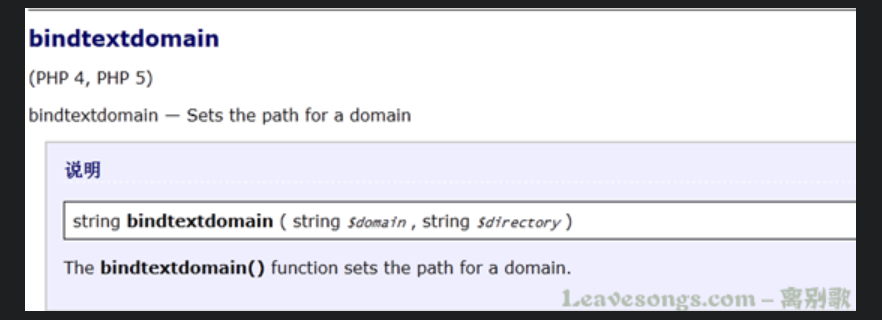 bindtextdomain
(PHP 4, PHP 5)
bindtextdomain — Sets the path for a domain
说明
string bindtextdomain ( string $domain , string $directory )
The bindtextdomain() function sets the path for a domain.
Leavesongs.com – 离别歌